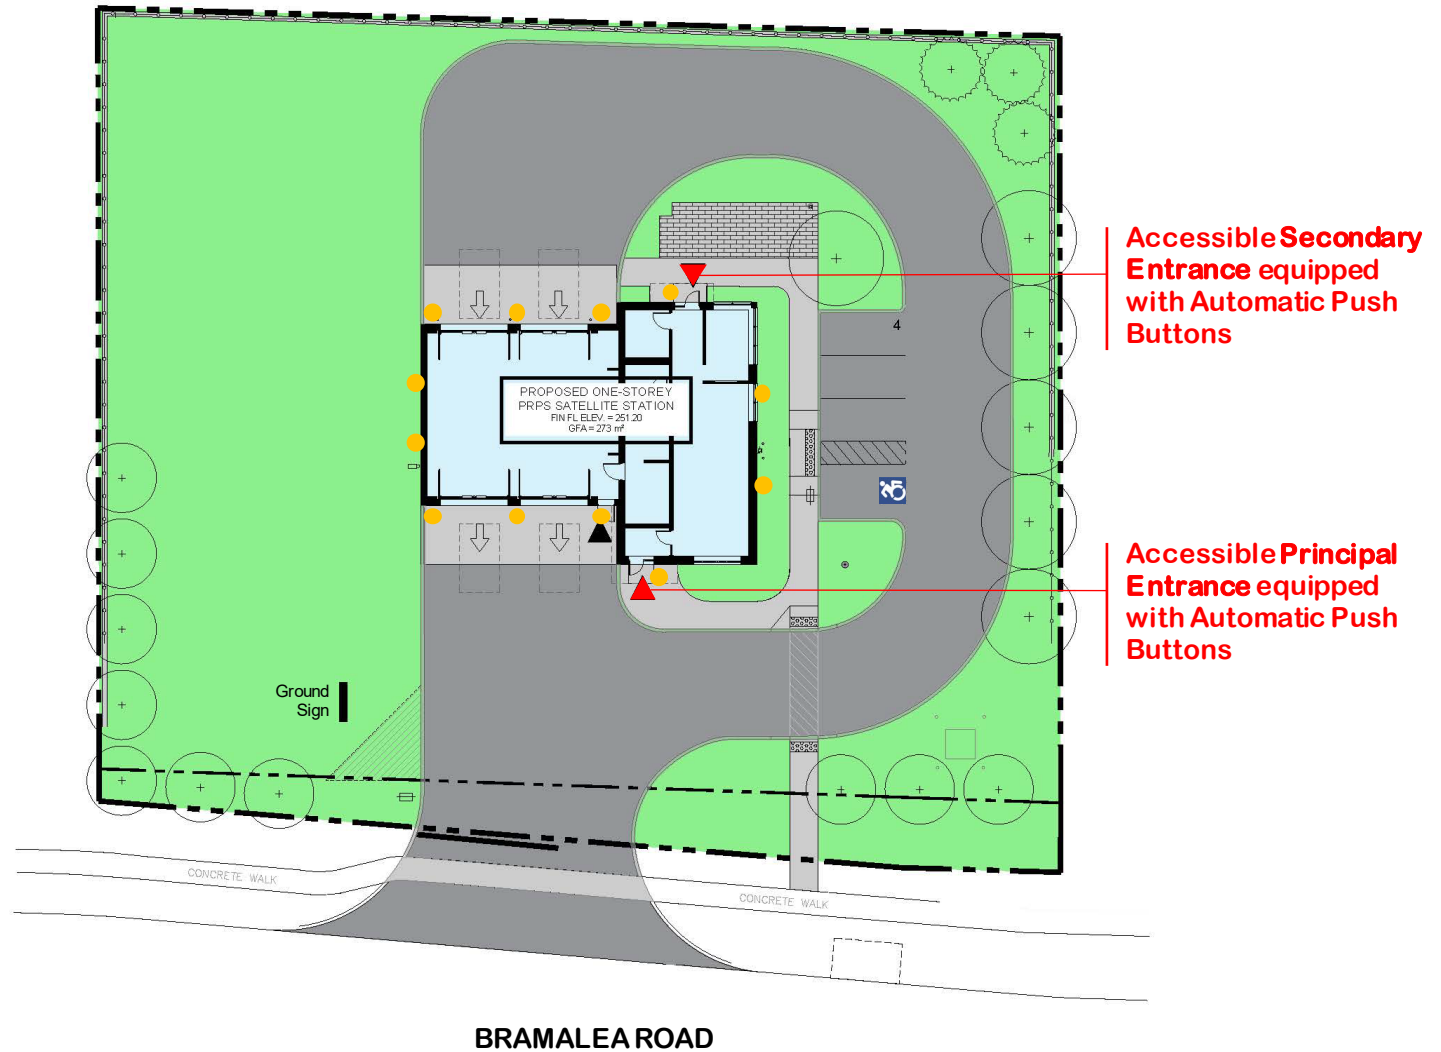 Accessible Secondary
Entrance equipped
with Automatic Push
Buttons
4
PROPOSED ONE-STOREY
PRPS SATELLITE STATION
FIN FL ELEV. = 251.20
GFA = 273 m²
Accessible Principal
Entrance equipped
with Automatic Push
Buttons
Ground
Sign
CONCRETE WALK
CONCRETE WALK
BRAMALEA ROAD